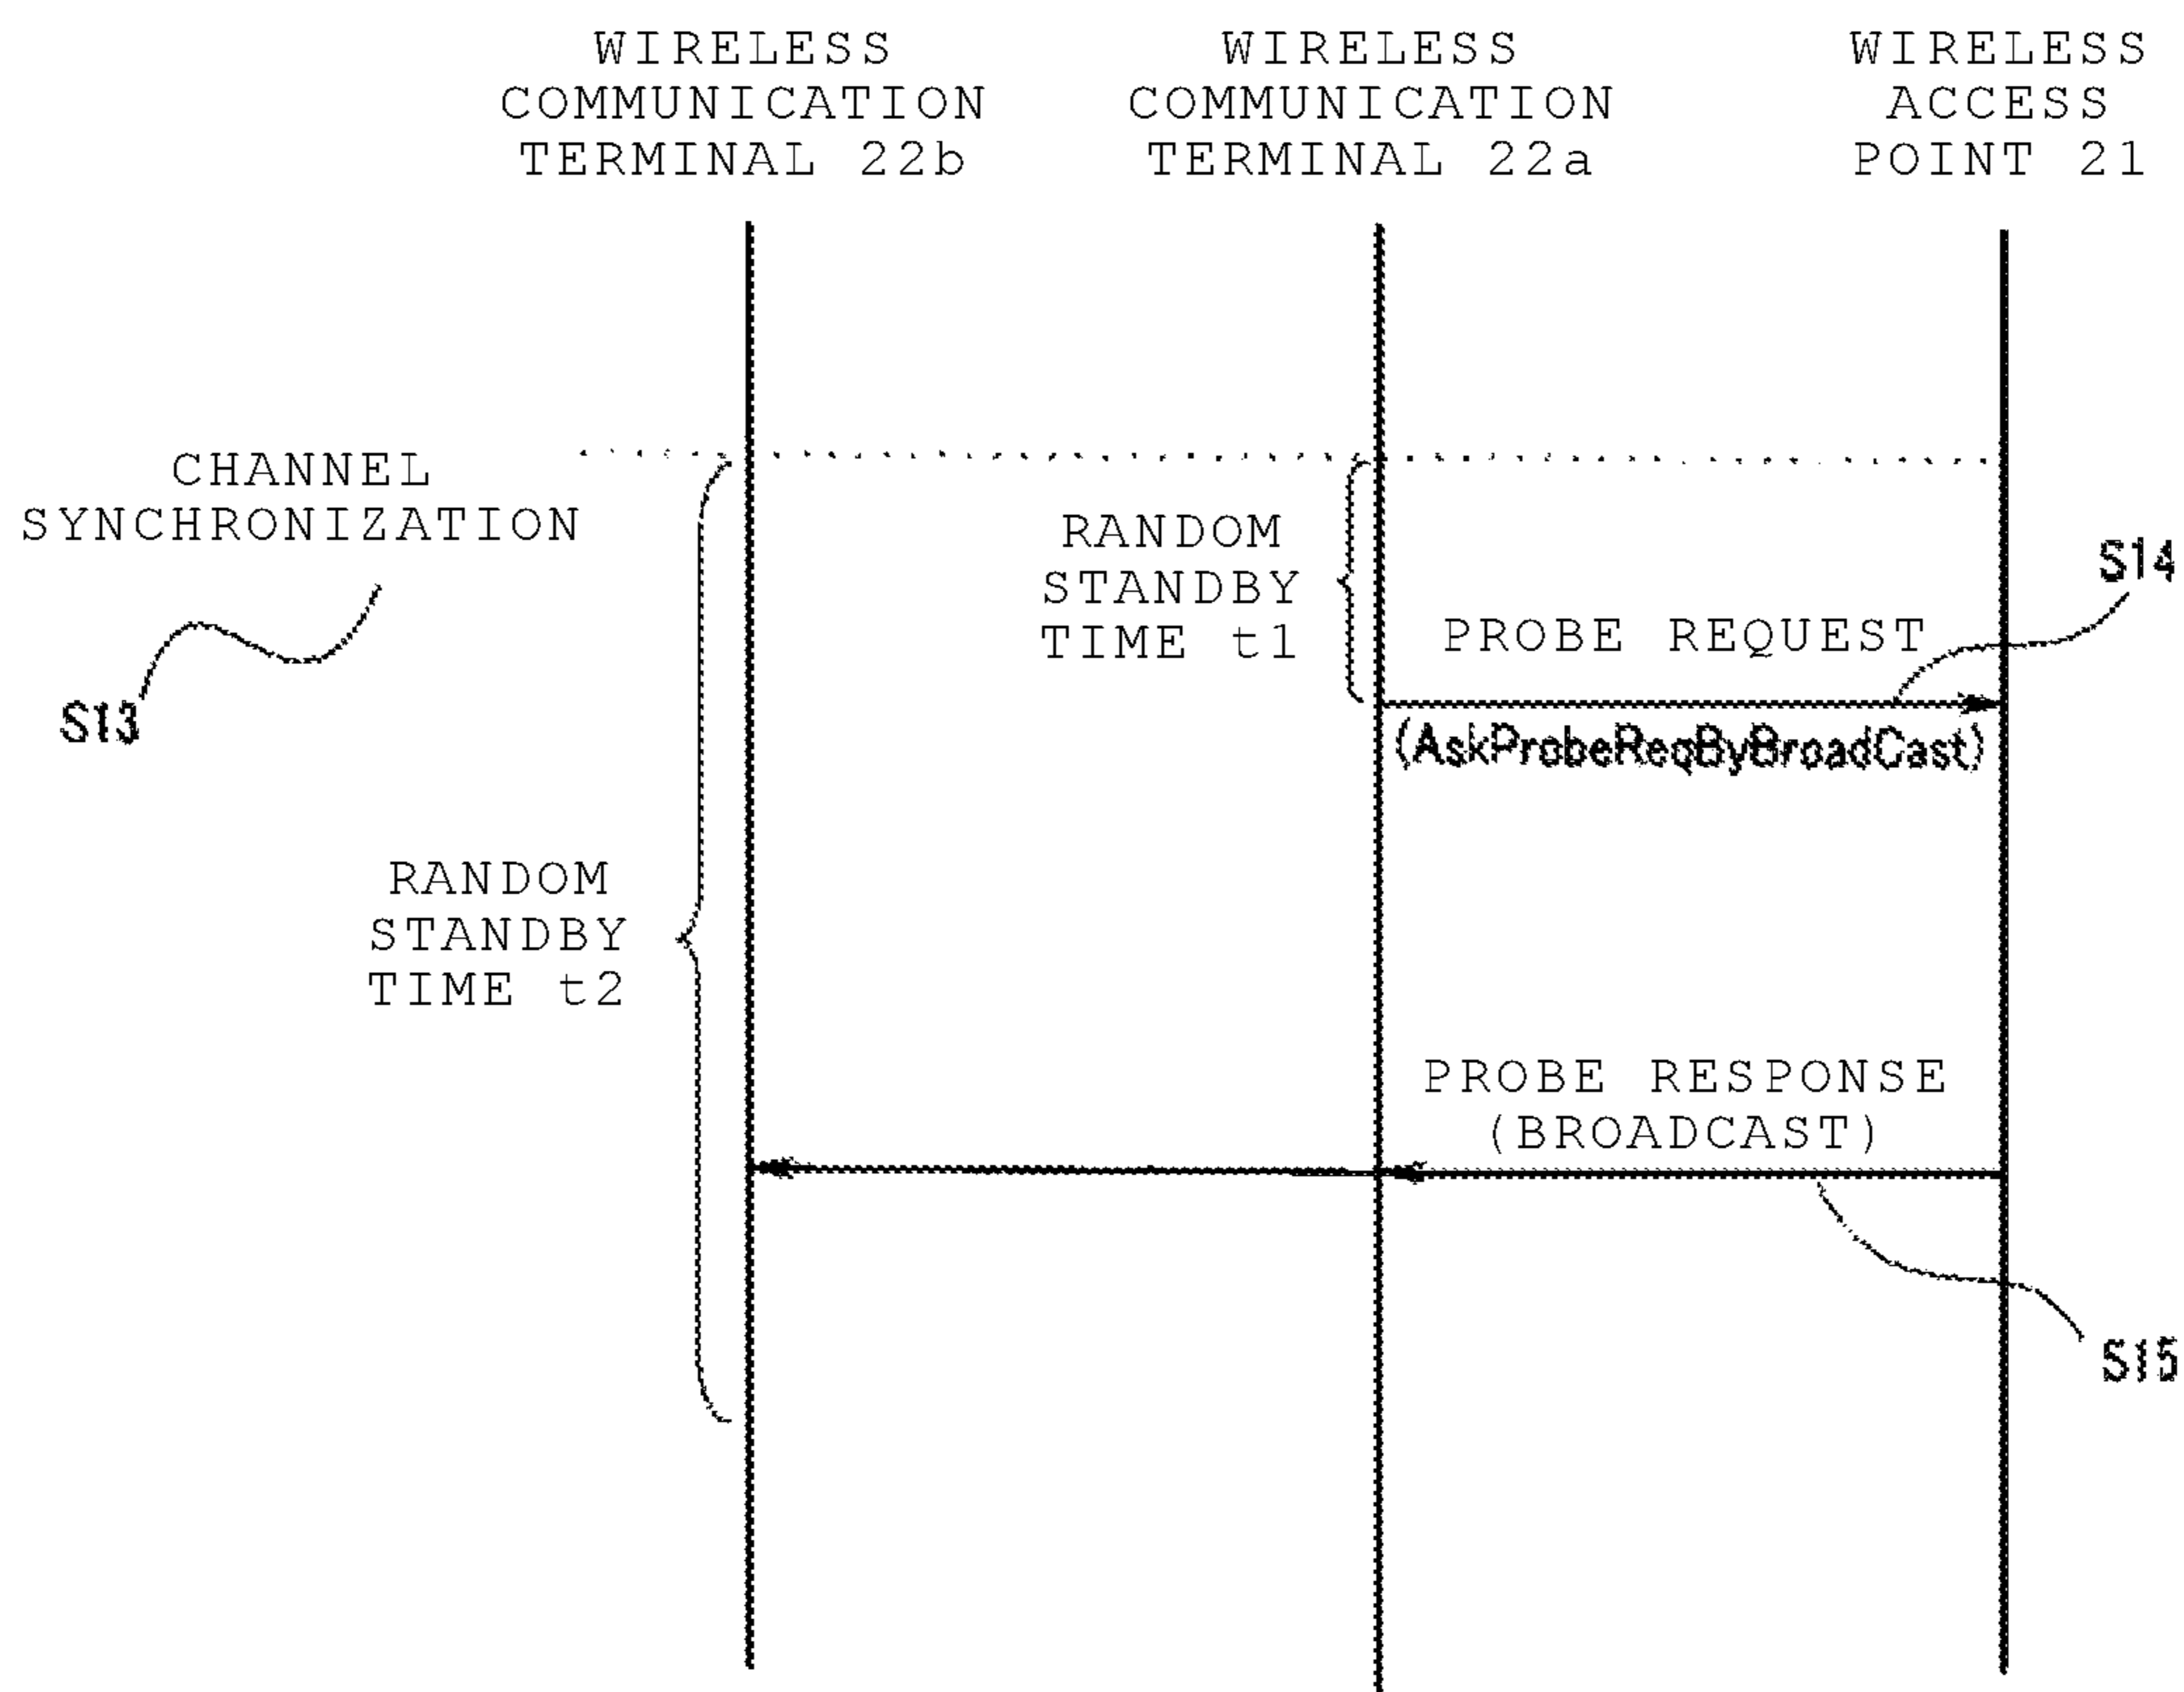 WIRELESS
COMMUNICATION
TERMINAL 22b
WIRELESS
COMMUNICATION
TERMINAL 22a
WIRELESS
ACCESS
POINT 21
CHANNEL
SYNCHRONIZATION
S13
RANDOM
STANDBY
TIME t1
S14
PROBE REQUEST
(AskProbeReqByBroadCast)
RANDOM
STANDBY
TIME t2
PROBE RESPONSE
(BROADCAST)
S15